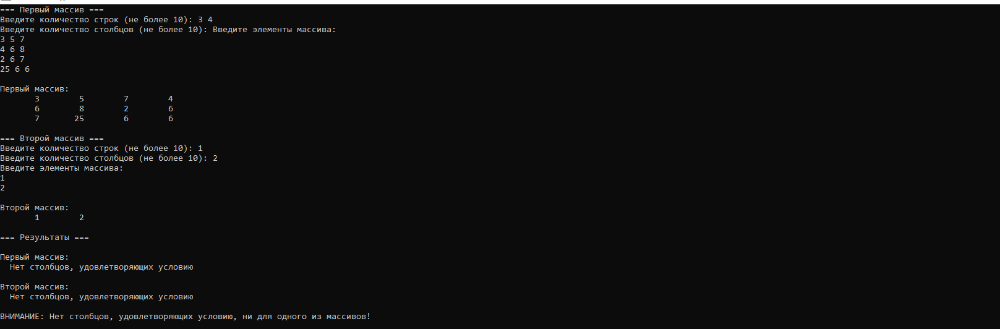 === Первый массив ===
Введите количество строк (не более 10): 3 4
Введите количество столбцов (не более 10): Введите элементы массива:
3 5 7
4 6 8
2 6 7
25 6 6
Первый массив:
3 5 7 4
6 8 2 6
7 25 6 6
=== Второй массив ===
Введите количество строк (не более 10): 1
Введите количество столбцов (не более 10): 2
Введите элементы массива:
1
2
Второй массив:
1 2
=== Результаты ===
Первый массив:
Нет столбцов, удовлетворяющих условию
Второй массив:
Нет столбцов, удовлетворяющих условию
ВНИМАНИЕ: Нет столбцов, удовлетворяющих условию, ни для одного из массивов!